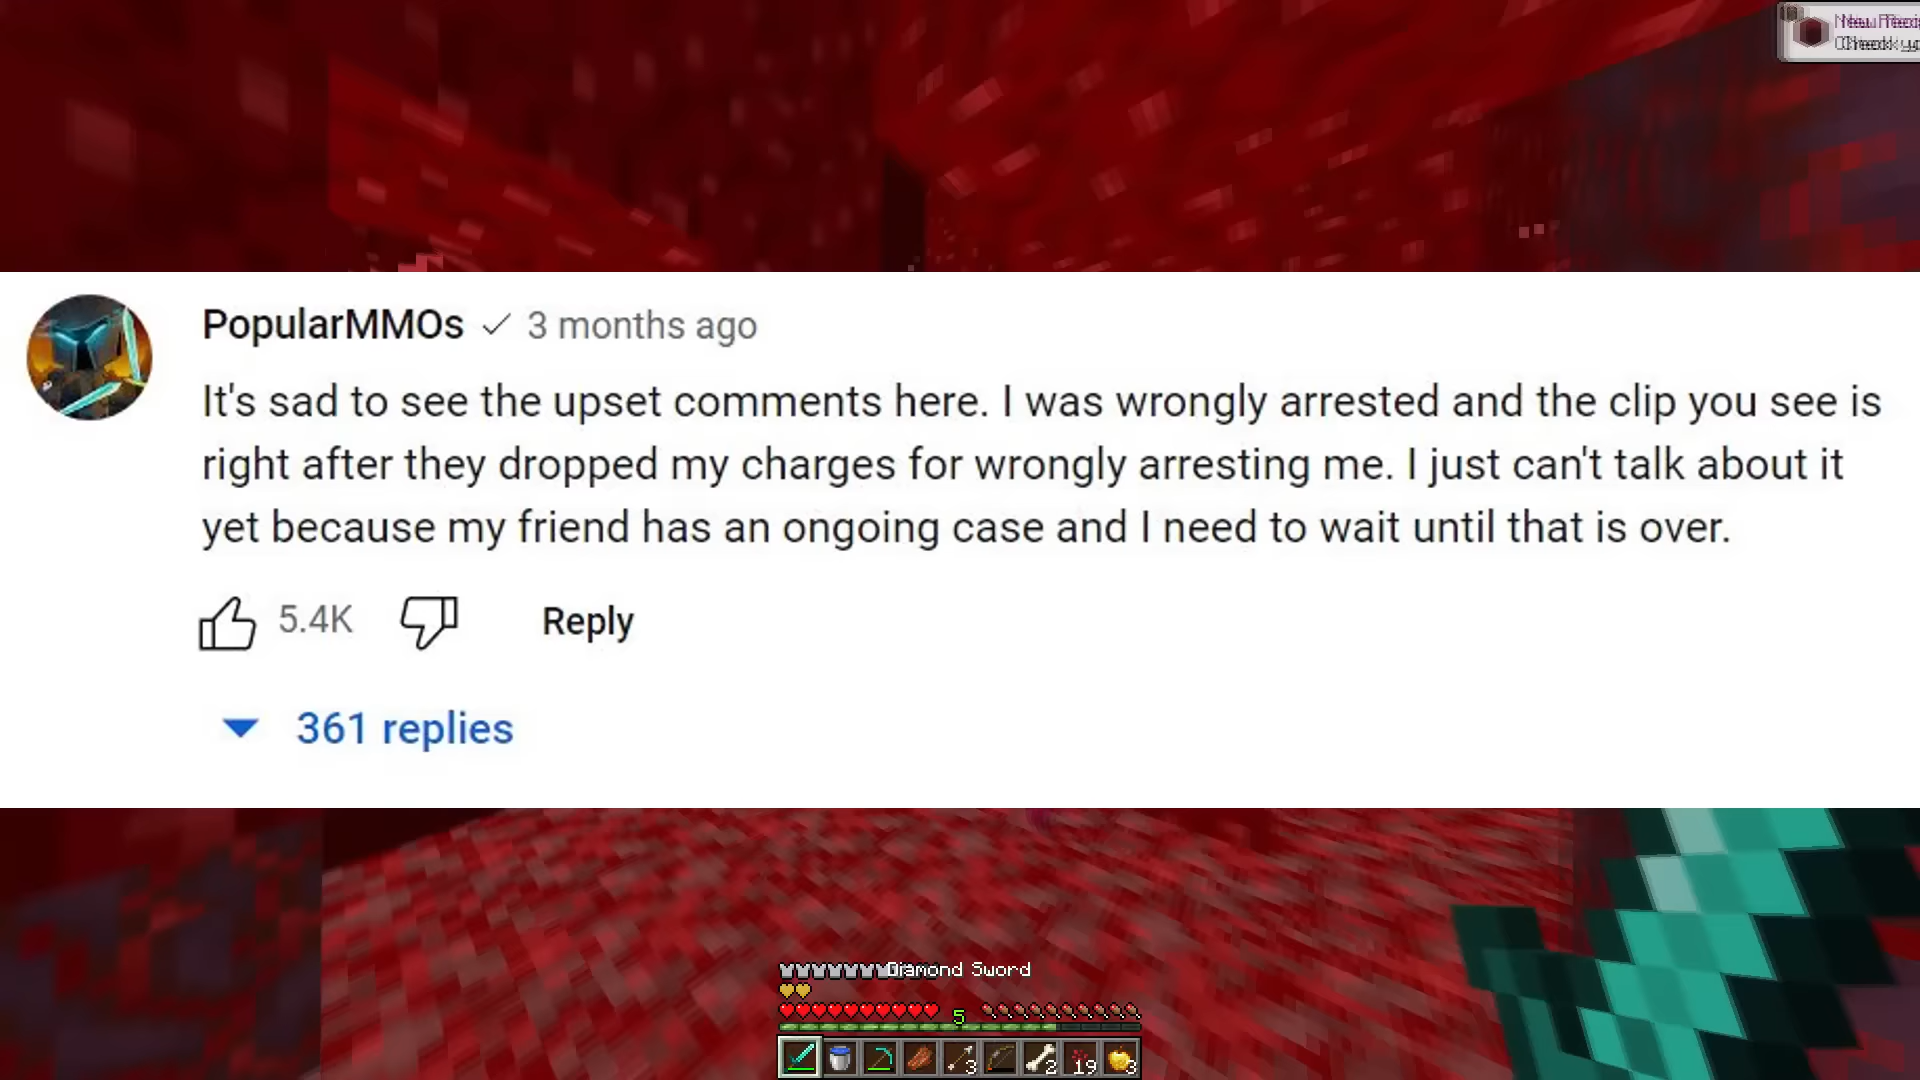 PopularMMOs 3 months ago
It's sad to see the upset comments here. I was wrongly arrested and the clip you see is
right after they dropped my charges for wrongly arresting me. I just can't talk about it
yet because my friend has an ongoing case and I need to wait until that is over.
5.4K Reply
361 replies
Diamond Sword
5
3 2 19 3